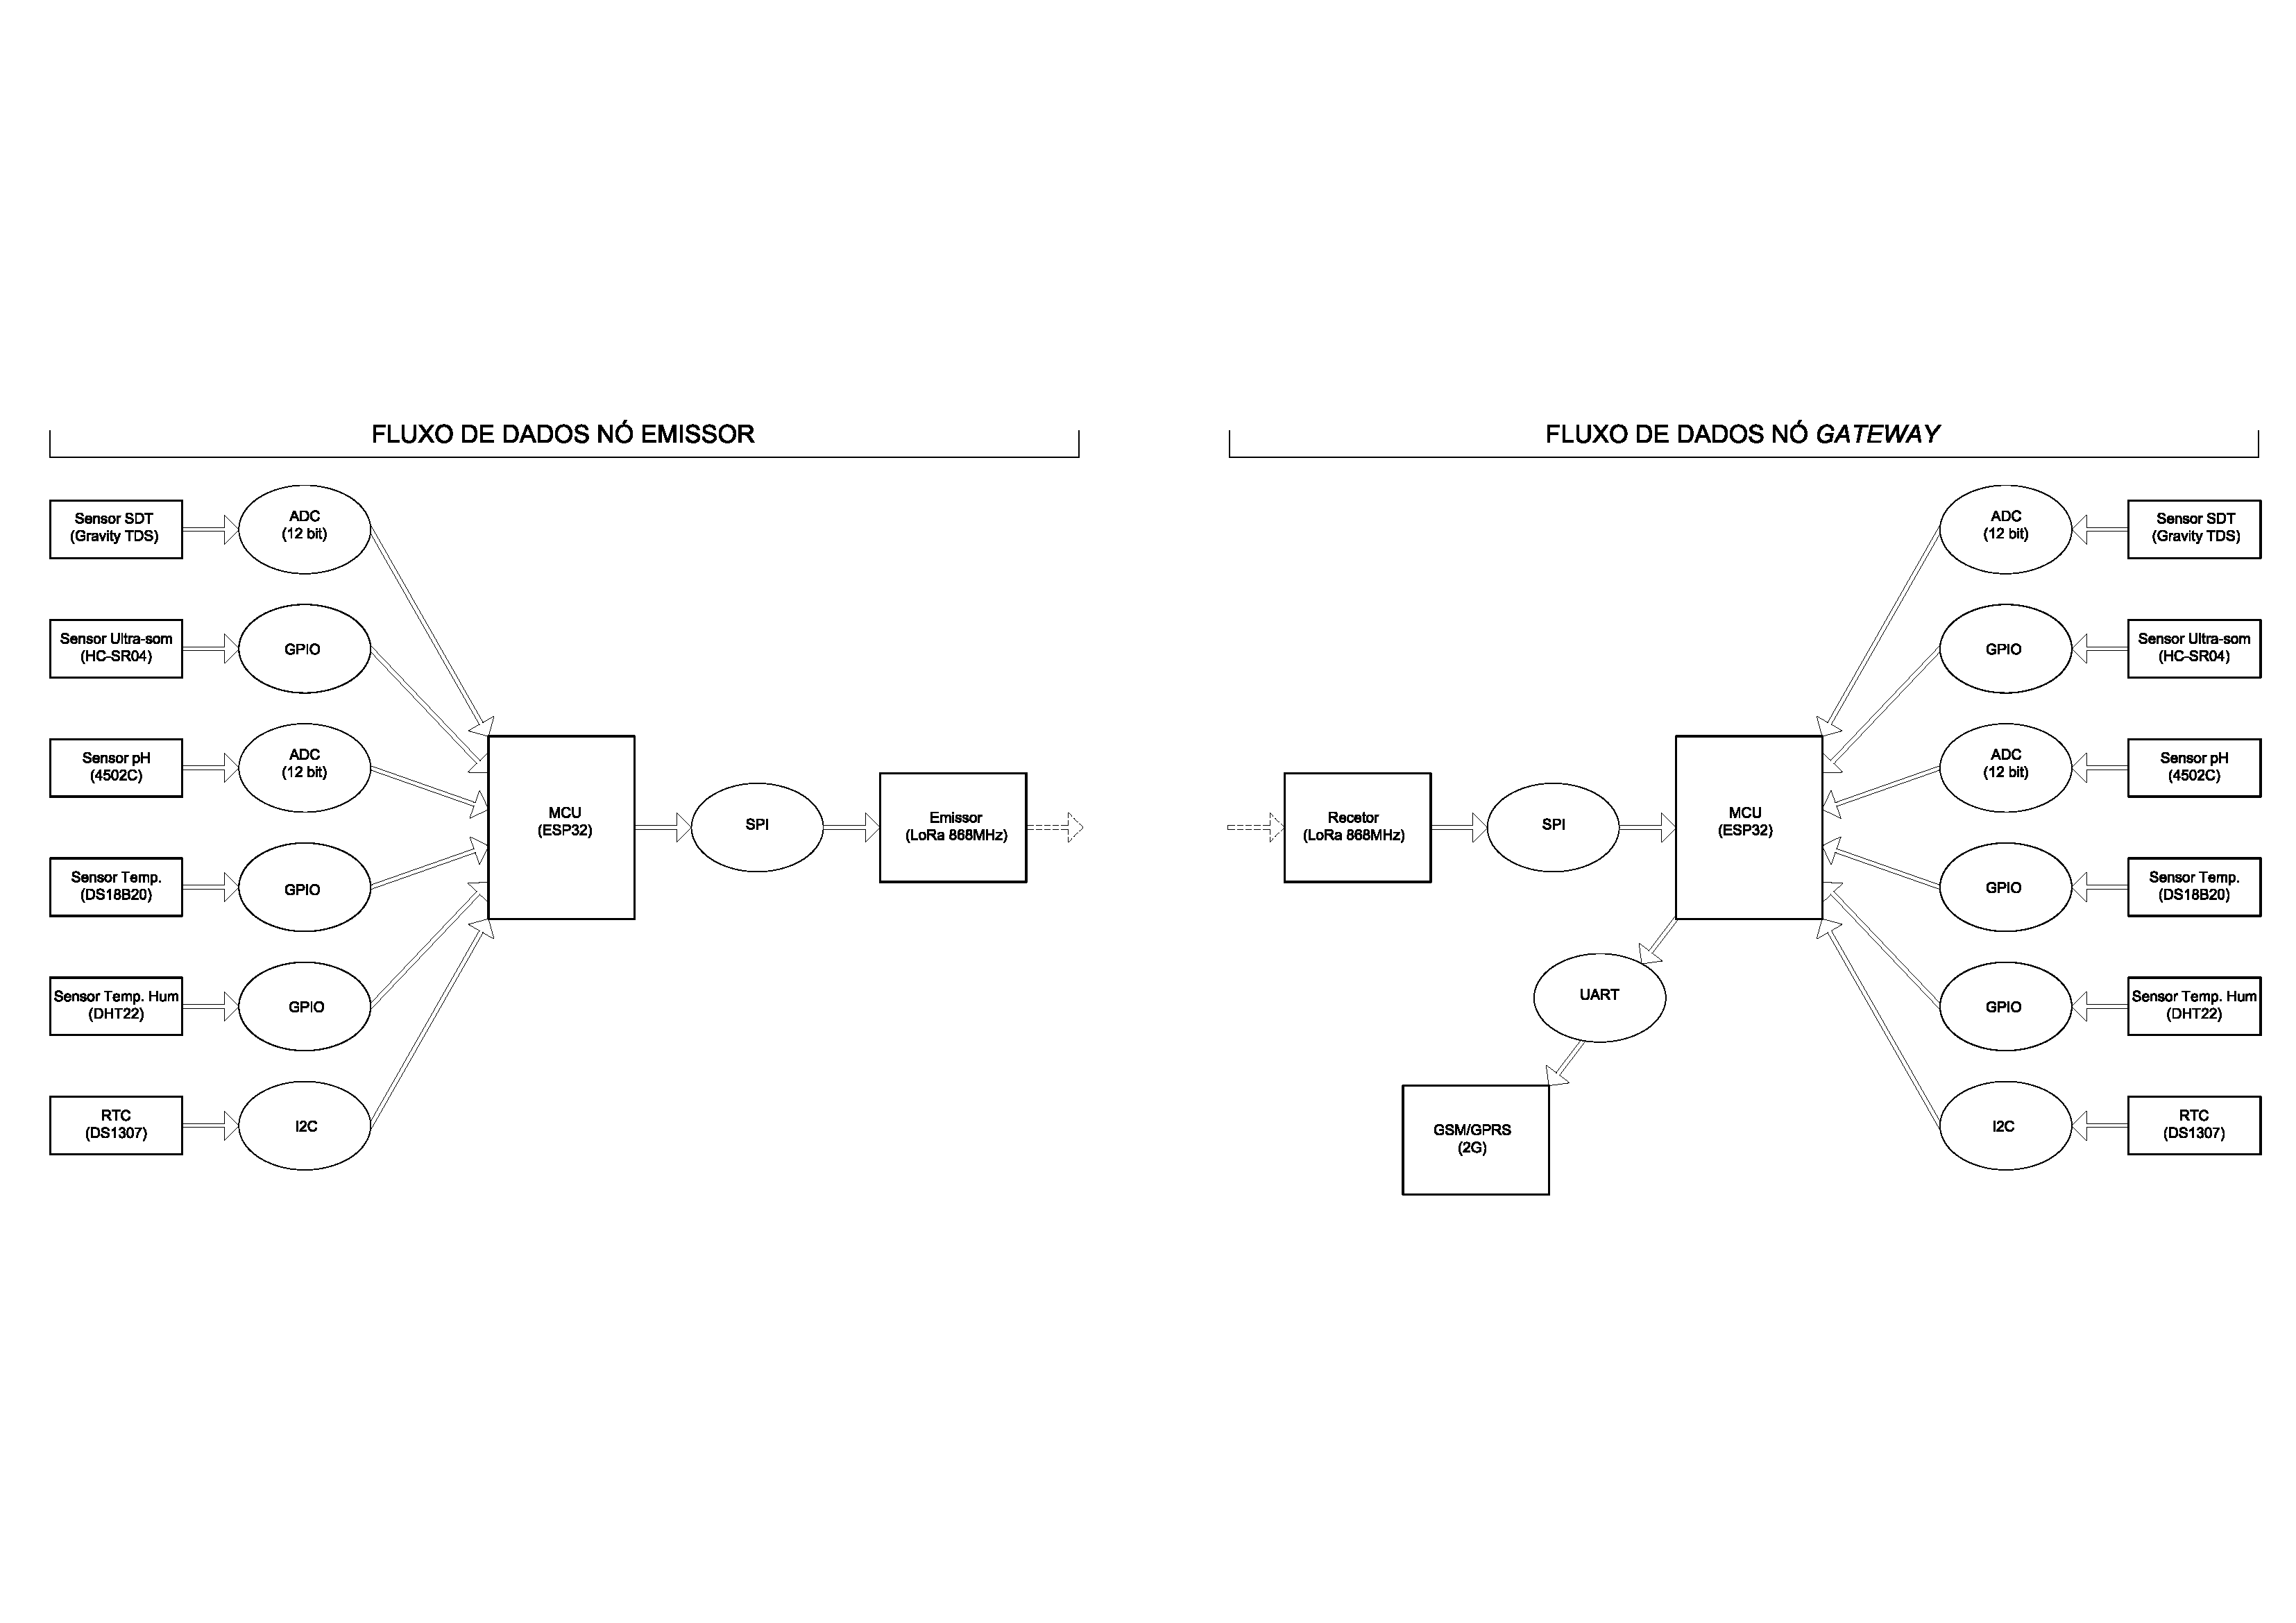 FLUXO DE DADOS NÓ EMISSOR
Sensor SDT
(Gravity TDS)
ADC
(12 bit)
Sensor Ultra-som
(HC-SR04)
GPIO
Sensor pH
(4502C)
ADC
(12 bit)
Sensor Temp.
(DS18B20)
GPIO
Sensor Temp. Hum
(DHT22)
GPIO
RTC
(DS1307)
I2C
MCU
(ESP32)
SPI
Emissor
(LoRa 868MHz)
FLUXO DE DADOS NÓ GATEWAY
Recetor
(LoRa 868MHz)
SPI
MCU
(ESP32)
UART
GSM/GPRS
(2G)
ADC
(12 bit)
Sensor SDT
(Gravity TDS)
GPIO
Sensor Ultra-som
(HC-SR04)
ADC
(12 bit)
Sensor pH
(4502C)
GPIO
Sensor Temp.
(DS18B20)
GPIO
Sensor Temp. Hum
(DHT22)
I2C
RTC
(DS1307)